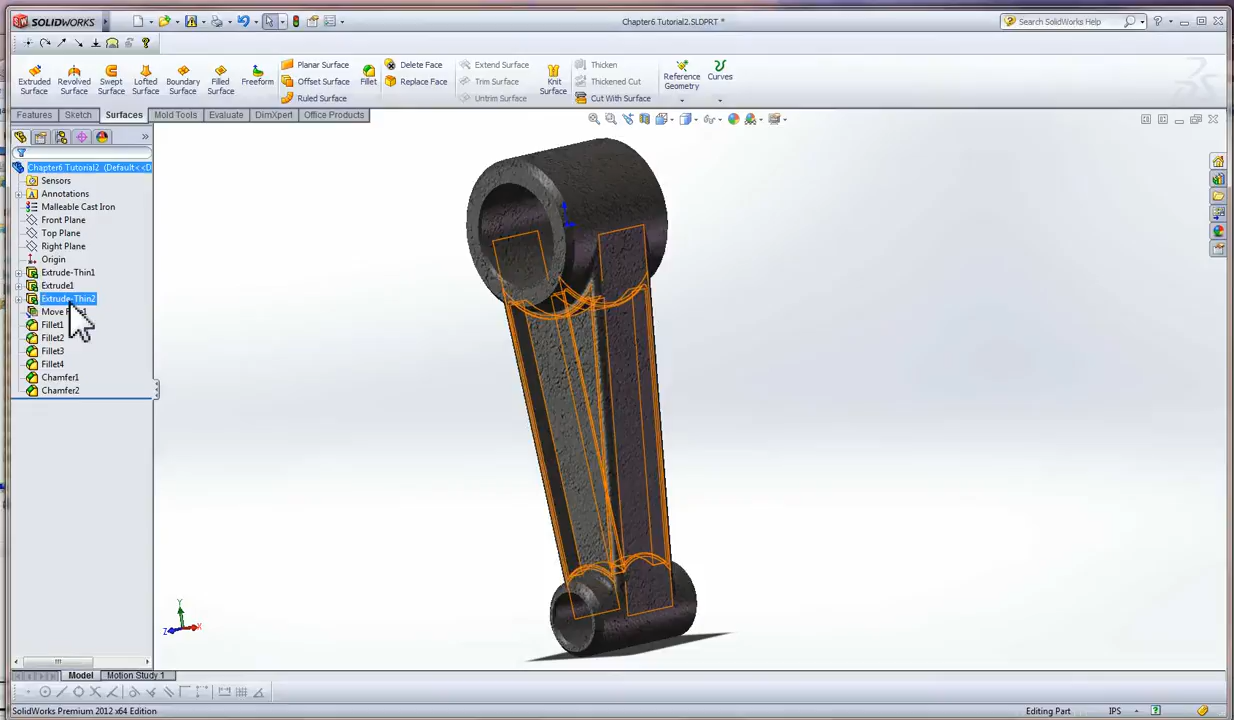 SOLIDWORKS
Chapter6 Tutorial2.SLDPRT *
Search SolidWorks Help
Extruded Surface
Revolved Surface
Swept Surface
Lofted Surface
Boundary Surface
Filled Surface
Freeform
Planar Surface
Offset Surface
Ruled Surface
Fillet
Delete Face
Replace Face
Extend Surface
Trim Surface
Untrim Surface
Knit Surface
Thicken
Thickened Cut
Cut With Surface
Reference Geometry
Curves
Features Sketch Surfaces Mold Tools Evaluate DimXpert Office Products
Chapter6 Tutorial2 (Default<<D
Sensors
Annotations
Malleable Cast Iron
Front Plane
Top Plane
Right Plane
Origin
Extrude-Thin1
Extrude1
Extrude-Thin2
Move
Fillet1
Fillet2
Fillet3
Fillet4
Chamfer1
Chamfer2
Y
Z X
Model Motion Study 1
SolidWorks Premium 2012 x64 Edition
Editing Part
IPS